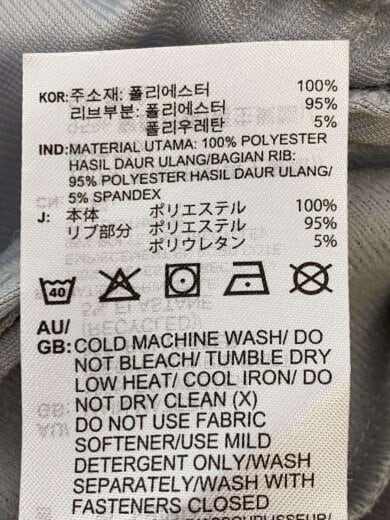 KOR:주소재: 폴리에스터 100%
리브부분: 폴리에스터 95%
폴리우레탄 5%
IND:MATERIAL UTAMA: 100% POLYESTER
HASIL DAUR ULANG/BAGIAN RIB:
95% POLYESTER HASIL DAUR ULANG/
5% SPANDEX
J: 本体 ポリエステル 100%
リブ部分 ポリエステル 95%
ポリウレタン 5%
40
AU/
GB:COLD MACHINE WASH/ DO
NOT BLEACH/ TUMBLE DRY
LOW HEAT/ COOL IRON/ DO
NOT DRY CLEAN (X)
DO NOT USE FABRIC
SOFTENER/USE MILD
DETERGENT ONLY/WASH
SEPARATELY/WASH WITH
FASTENERS CLOSED